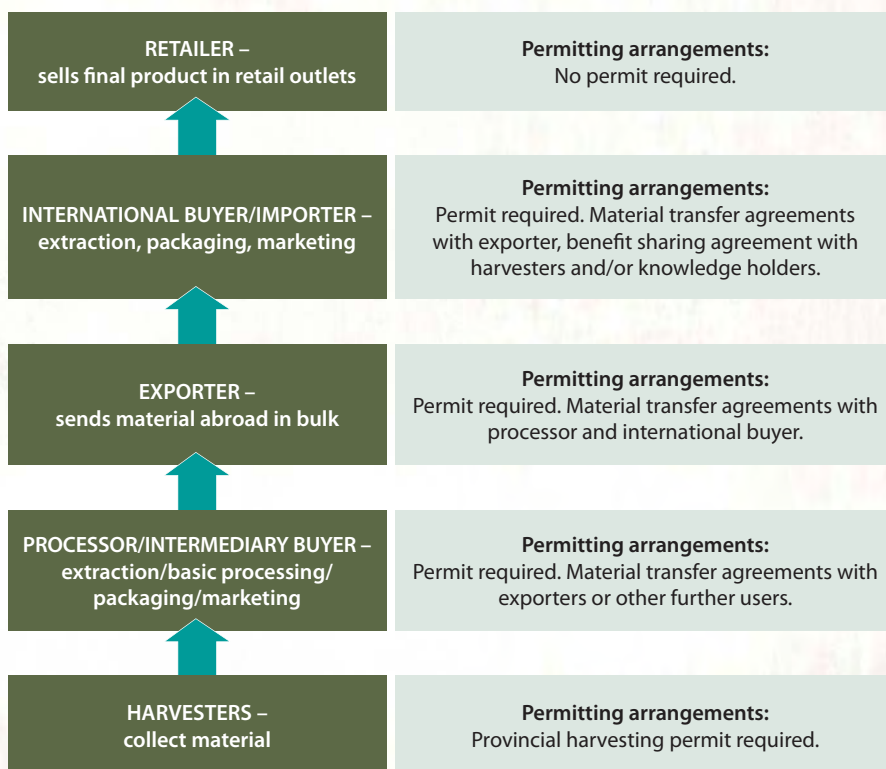 RETAILER –
sells final product in retail outlets
Permitting arrangements:
No permit required.
INTERNATIONAL BUYER/IMPORTER –
extraction, packaging, marketing
Permitting arrangements:
Permit required. Material transfer agreements
with exporter, benefit sharing agreement with
harvesters and/or knowledge holders.
EXPORTER –
sends material abroad in bulk
Permitting arrangements:
Permit required. Material transfer agreements with
processor and international buyer.
PROCESSOR/INTERMEDIARY BUYER –
extraction/basic processing/
packaging/marketing
Permitting arrangements:
Permit required. Material transfer agreements with
exporters or other further users.
HARVESTERS –
collect material
Permitting arrangements:
Provincial harvesting permit required.